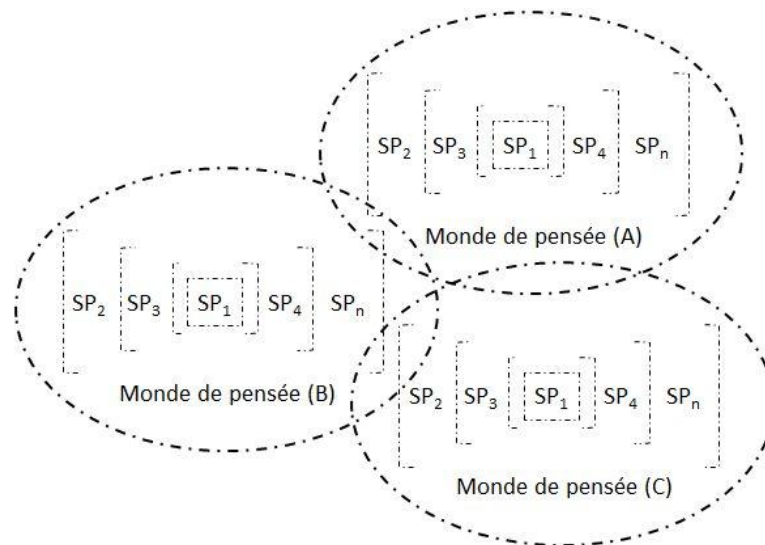 SP₂ SP₃ SP₁ SP₄ SPₙ
Monde de pensée (A)
SP₂ SP₃ SP₁ SP₄ SPₙ
Monde de pensée (B)
SP₂ SP₃ SP₁ SP₄ SPₙ
Monde de pensée (C)